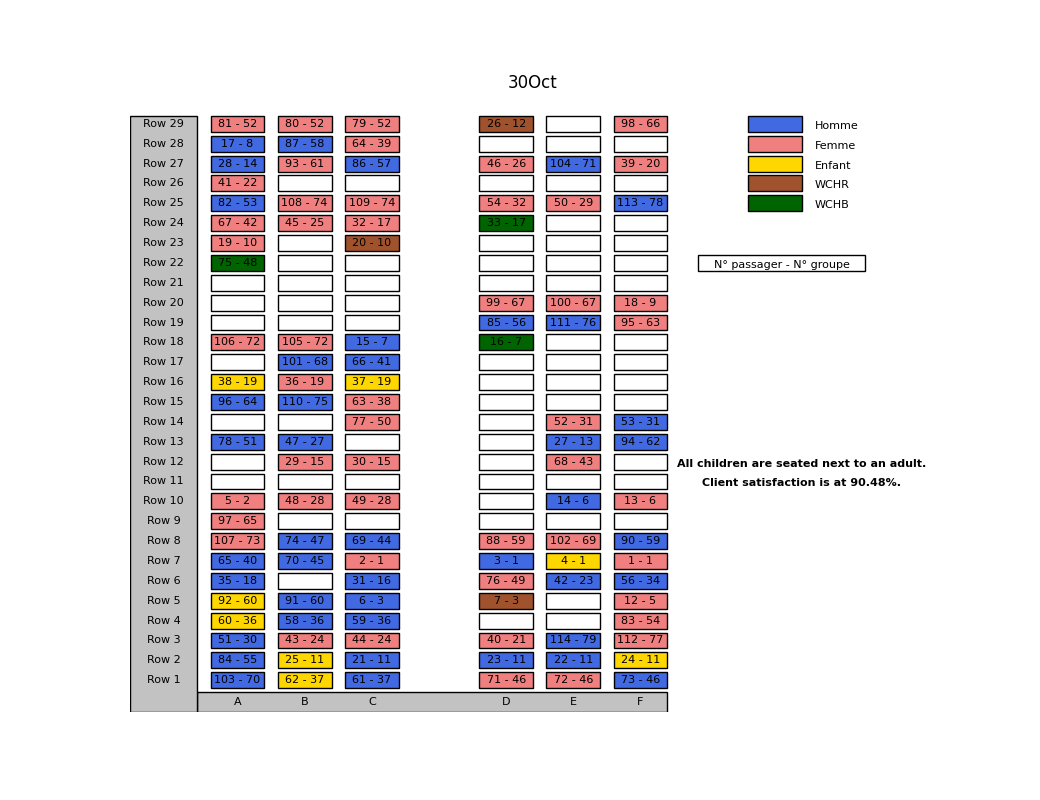 30Oct
Row 29 81 - 52 80 - 52 79 - 52 26 - 12 98 - 66 Homme
Row 28 17 - 8 87 - 58 64 - 39 Femme
Row 27 28 - 14 93 - 61 86 - 57 46 - 26 104 - 71 39 - 20 Enfant
Row 26 41 - 22 WCHR
Row 25 82 - 53 108 - 74 109 - 74 54 - 32 50 - 29 113 - 78 WCHB
Row 24 67 - 42 45 - 25 32 - 17 33 - 17
Row 23 19 - 10 20 - 10
Row 22 75 - 48 N° passager - N° groupe
Row 21
Row 20 99 - 67 100 - 67 18 - 9
Row 19 85 - 56 111 - 76 95 - 63
Row 18 106 - 72 105 - 72 15 - 7 16 - 7
Row 17 101 - 68 66 - 41
Row 16 38 - 19 36 - 19 37 - 19
Row 15 96 - 64 110 - 75 63 - 38
Row 14 77 - 50 52 - 31 53 - 31
Row 13 78 - 51 47 - 27 27 - 13 94 - 62
Row 12 29 - 15 30 - 15 68 - 43 All children are seated next to an adult.
Row 11 Client satisfaction is at 90.48%.
Row 10 5 - 2 48 - 28 49 - 28 14 - 6 13 - 6
Row 9 97 - 65
Row 8 107 - 73 74 - 47 69 - 44 88 - 59 102 - 69 90 - 59
Row 7 65 - 40 70 - 45 2 - 1 3 - 1 4 - 1 1 - 1
Row 6 35 - 18 31 - 16 76 - 49 42 - 23 56 - 34
Row 5 92 - 60 91 - 60 6 - 3 7 - 3 12 - 5
Row 4 60 - 36 58 - 36 59 - 36 83 - 54
Row 3 51 - 30 43 - 24 44 - 24 40 - 21 114 - 79 112 - 77
Row 2 84 - 55 25 - 11 21 - 11 23 - 11 22 - 11 24 - 11
Row 1 103 - 70 62 - 37 61 - 37 71 - 46 72 - 46 73 - 46
A B C D E F